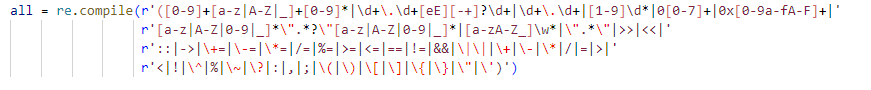 all = re.compile(r'([0-9]+[a-z|A-Z|_]+[0-9]*|\d+\.\d+[eE][-+]?\d+|\d+\.\d+|[1-9]\d*|0[0-7]+|0x[0-9a-fA-F]+|'
r'[a-z|A-Z|0-9|_]*\".*?\"[a-z|A-Z|0-9|_]*|[a-zA-Z_]\w*|\".*\"|>>|<<|'
r'::|->|\+=|\-=|\*=|/=|%=|>=|<=|==|!=|&&|\|\||\+|\-|\*|/|=|>|'
r'<|!|\^|%|\~|\?|:|,|;|\(|\)|\[|\]|\{|\}|\"|\')')